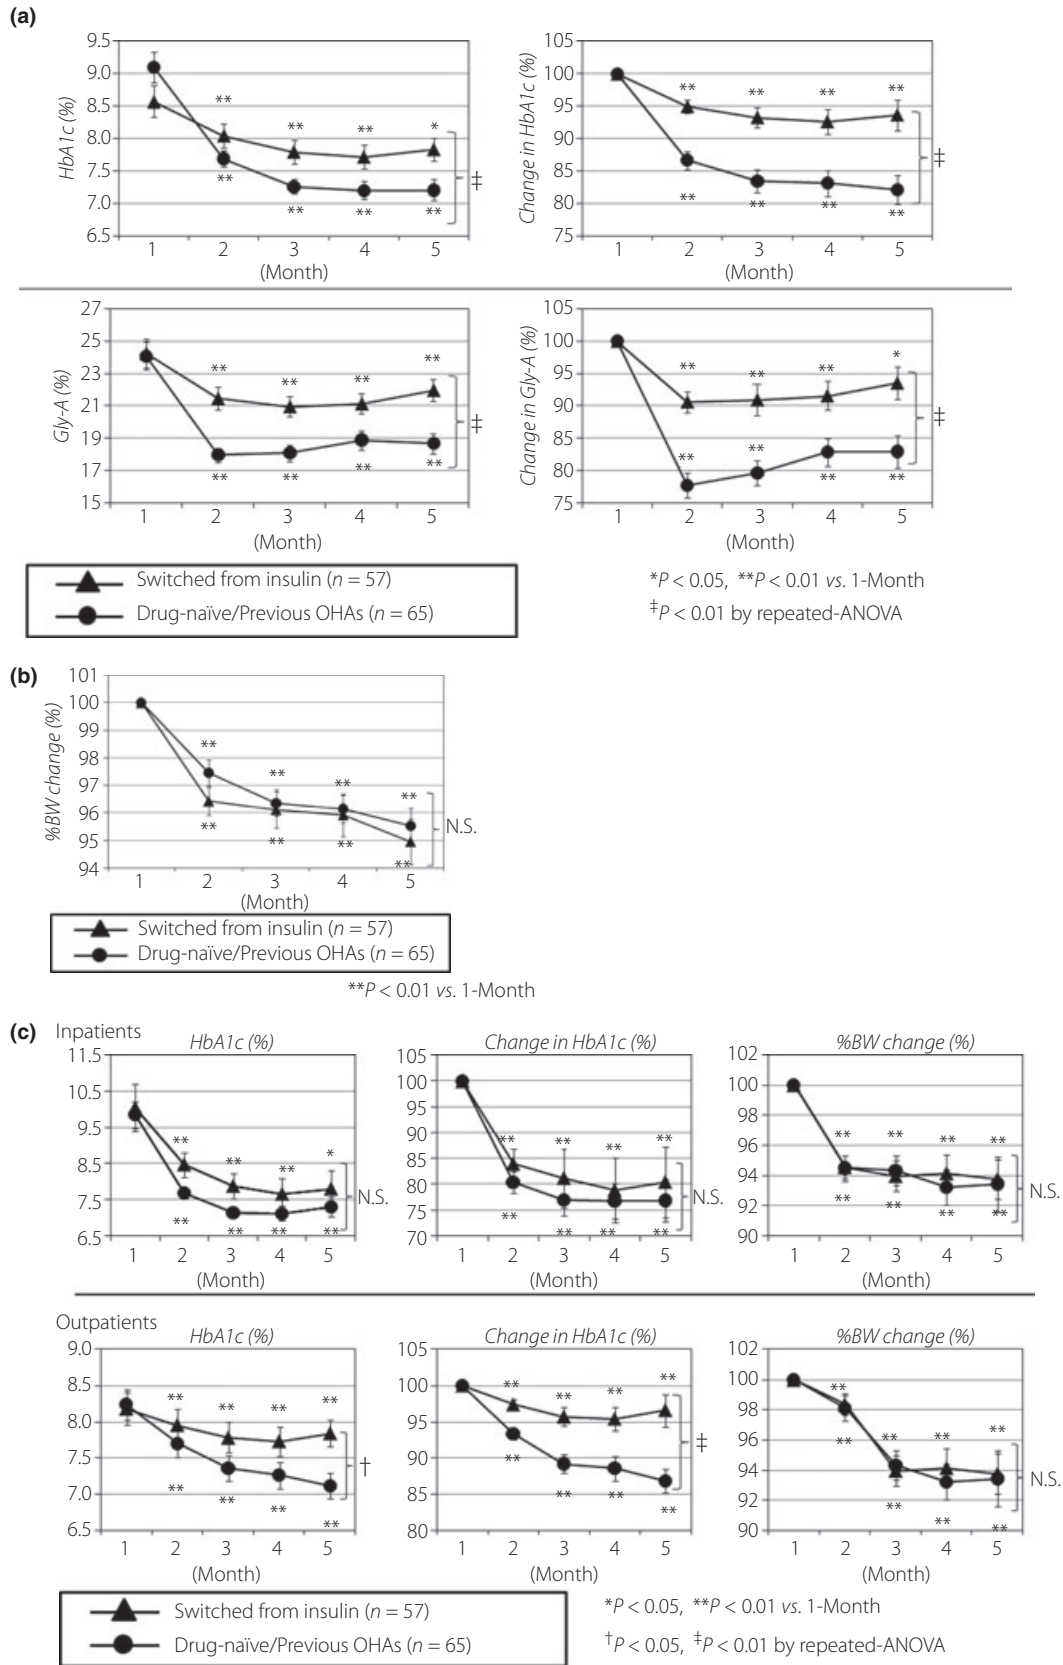 (a)
HbA1c (%)
9.5
9.0
8.5
8.0
7.5
7.0
6.5
** ** ** *
** ** ** **
‡
1 2 3 4 5
(Month)
Change in HbA1c (%)
105
100
95
90
85
80
75
** ** ** **
** ** ** **
‡
1 2 3 4 5
(Month)
Gly-A (%)
27
25
23
21
19
17
15
** ** ** **
** ** ** **
‡
1 2 3 4 5
(Month)
Change in Gly-A (%)
105
100
95
90
85
80
75
** ** ** *
** ** ** **
‡
1 2 3 4 5
(Month)
Switched from insulin (n = 57)
Drug-naïve/Previous OHAs (n = 65)
*P < 0.05, **P < 0.01 vs. 1-Month
‡P < 0.01 by repeated-ANOVA
(b)
%BW change (%)
101
100
99
98
97
96
95
94
** ** ** **
** ** ** **
N.S.
1 2 3 4 5
(Month)
Switched from insulin (n = 57)
Drug-naïve/Previous OHAs (n = 65)
**P < 0.01 vs. 1-Month
(c)
Inpatients
HbA1c (%)
11.5
10.5
9.5
8.5
7.5
6.5
** ** ** *
** ** ** **
N.S.
1 2 3 4 5
(Month)
Change in HbA1c (%)
105
100
95
90
85
80
75
70
** ** ** **
** ** ** **
N.S.
1 2 3 4 5
(Month)
%BW change (%)
102
100
98
96
94
92
90
** ** ** **
** ** ** **
N.S.
1 2 3 4 5
(Month)
Outpatients
HbA1c (%)
9.0
8.5
8.0
7.5
7.0
6.5
** ** ** **
** ** ** **
†
1 2 3 4 5
(Month)
Change in HbA1c (%)
105
100
95
90
85
80
** ** ** **
** ** ** **
‡
1 2 3 4 5
(Month)
%BW change (%)
102
100
98
96
94
92
90
** ** ** **
** ** ** **
N.S.
1 2 3 4 5
(Month)
Switched from insulin (n = 57)
Drug-naïve/Previous OHAs (n = 65)
*P < 0.05, **P < 0.01 vs. 1-Month
†P < 0.05, ‡P < 0.01 by repeated-ANOVA